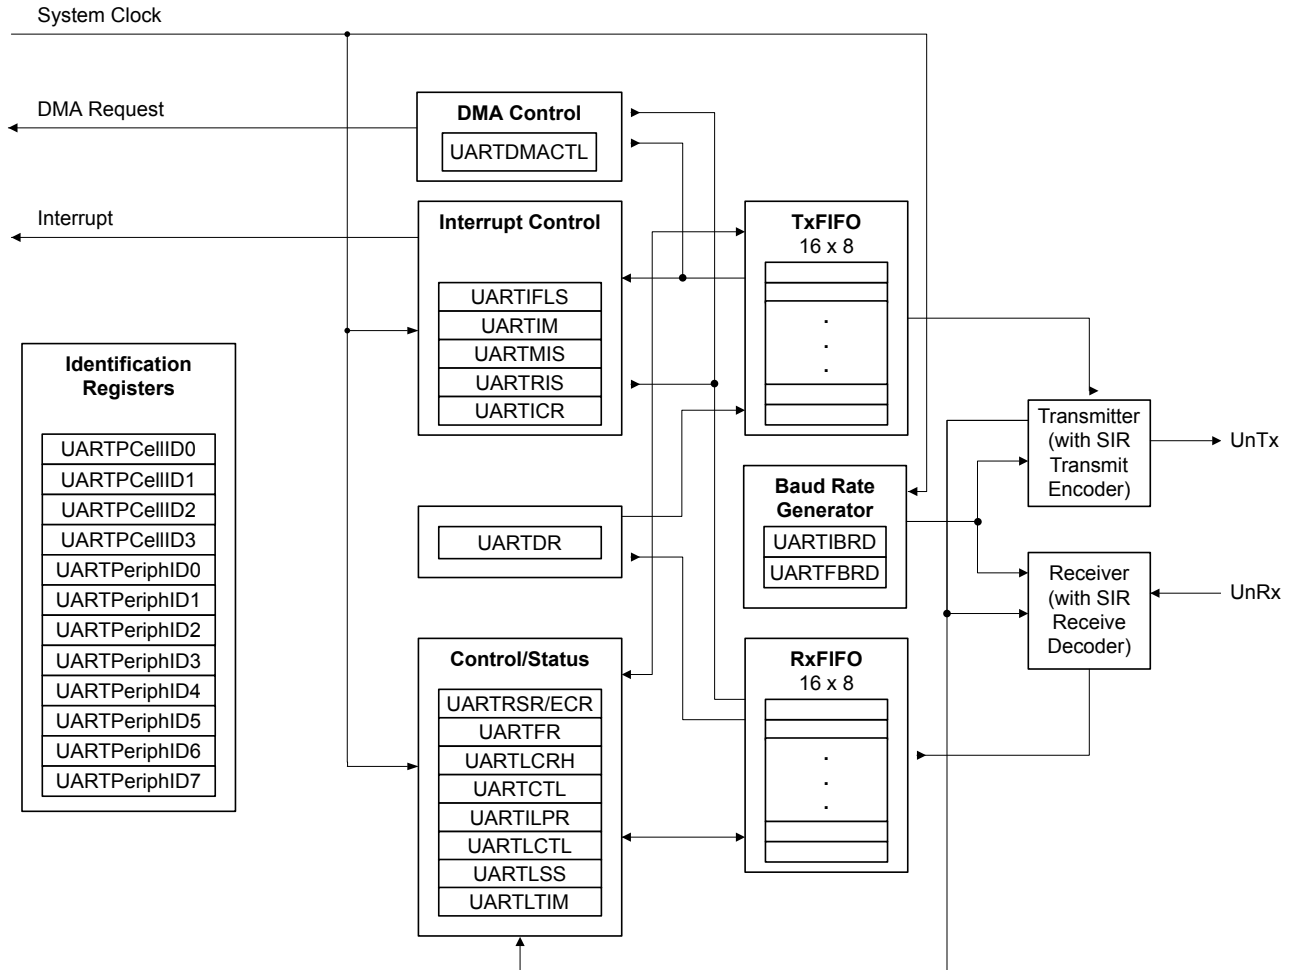 System Clock
DMA Request
DMA Control
UARTDMACTL
Interrupt
Interrupt Control
UARTIFLS
UARTIM
UARTMIS
UARTRIS
UARTICR
TxFIFO
16 x 8
.
.
.
Identification
Registers
UARTPCellID0
UARTPCellID1
UARTPCellID2
UARTPCellID3
UARTPeriphID0
UARTPeriphID1
UARTPeriphID2
UARTPeriphID3
UARTPeriphID4
UARTPeriphID5
UARTPeriphID6
UARTPeriphID7
UARTDR
Baud Rate
Generator
UARTIBRD
UARTFBRD
Transmitter
(with SIR
Transmit
Encoder)
UnTx
Receiver
(with SIR
Receive
Decoder)
UnRx
Control/Status
UARTRSR/ECR
UARTFR
UARTLCRH
UARTCTL
UARTILPR
UARTLCTL
UARTLSS
UARTLTIM
RxFIFO
16 x 8
.
.
.